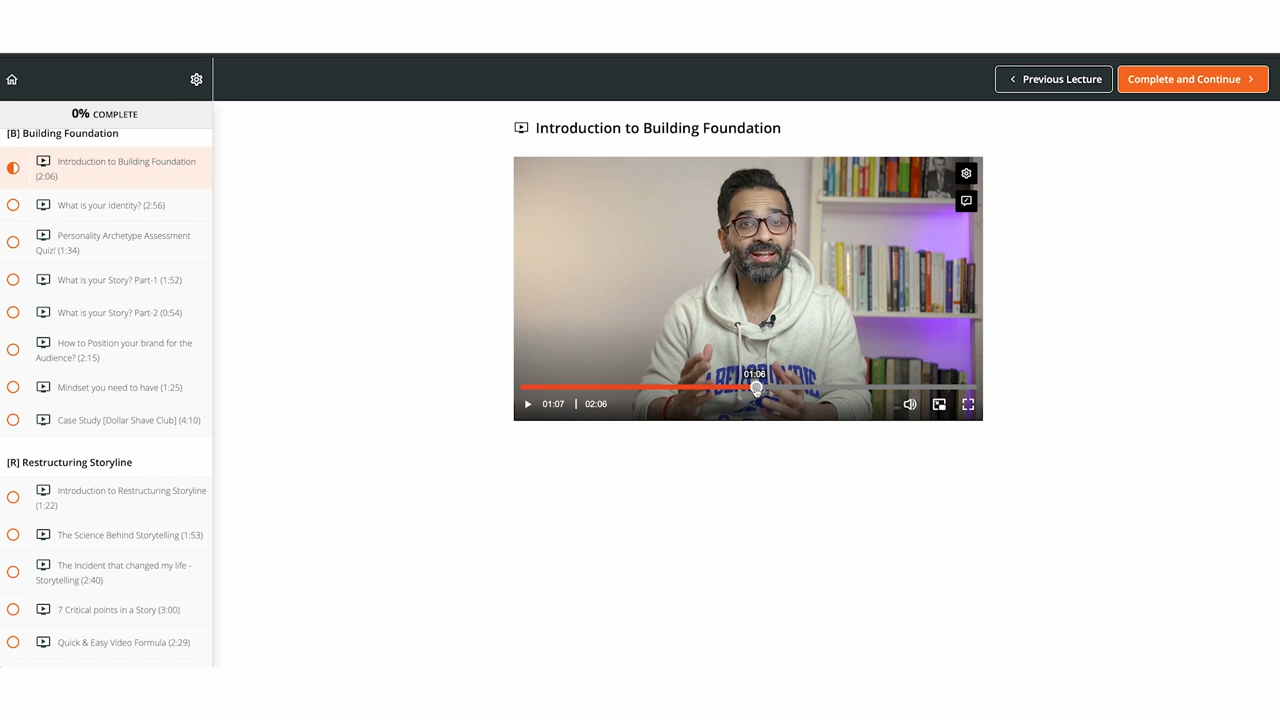 Previous Lecture
Complete and Continue
0% COMPLETE
[B] Building Foundation
Introduction to Building Foundation
(2:06)
What is your Identity? (2:56)
Personality Archetype Assessment
Quiz! (1:34)
What is your Story? Part-1 (1:52)
What is your Story? Part-2 (0:54)
How to Position your brand for the
Audience? (2:15)
Mindset you need to have (1:25)
Case Study [Dollar Shave Club] (4:10)
[R] Restructuring Storyline
Introduction to Restructuring Storyline
(1:22)
The Science Behind Storytelling (1:53)
The Incident that changed my life -
Storytelling (2:40)
7 Critical points in a Story (3:00)
Quick & Easy Video Formula (2:29)
Introduction to Building Foundation
01:06
01:07 | 02:06